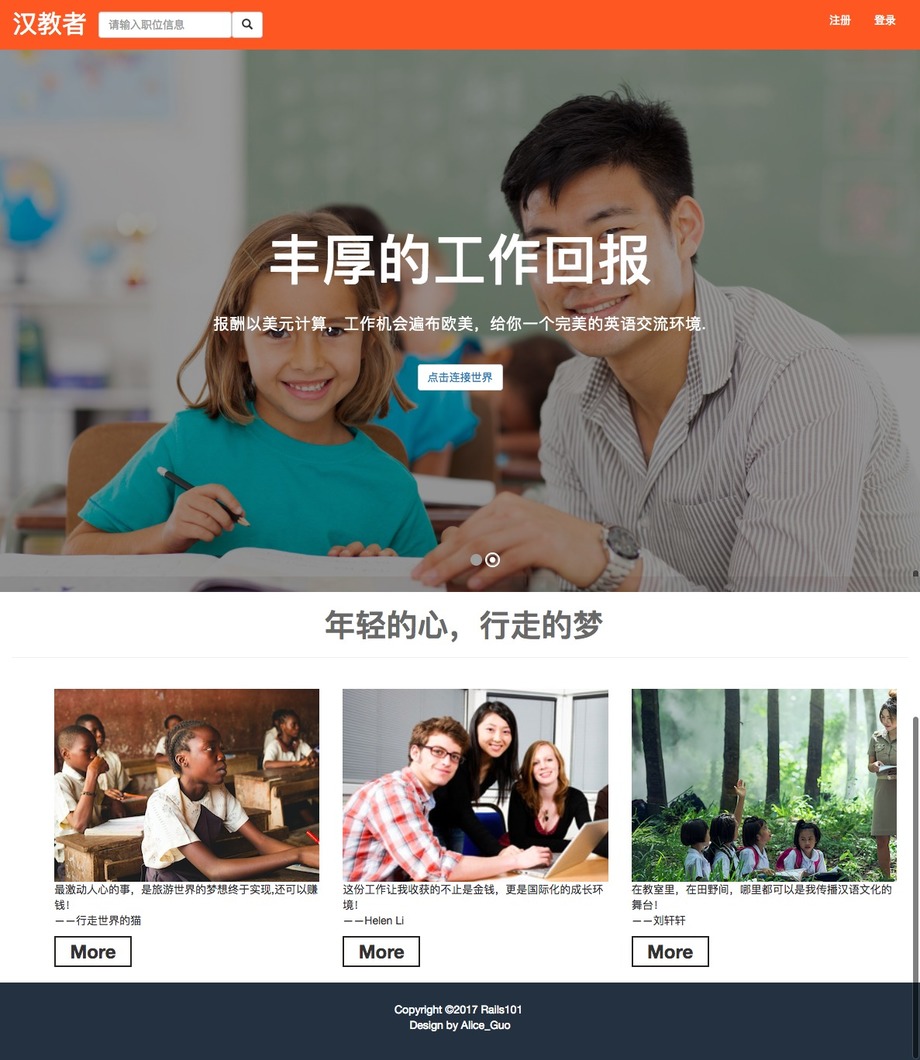 汉教者
请输入职位信息
注册
登录
丰厚的工作回报
报酬以美元计算，工作机会遍布欧美，给你一个完美的英语交流环境.
点击连接世界
年轻的心，行走的梦
最激动人心的事，是旅游世界的梦想终于实现,还可以赚
钱！
——行走世界的猫
More
这份工作让我收获的不止是金钱，更是国际化的成长环
境！
——Helen Li
More
在教室里，在田野间，哪里都可以是我传播汉语文化的
舞台！
——刘轩轩
More
Copyright ©2017 Rails101
Design by Alice_Guo